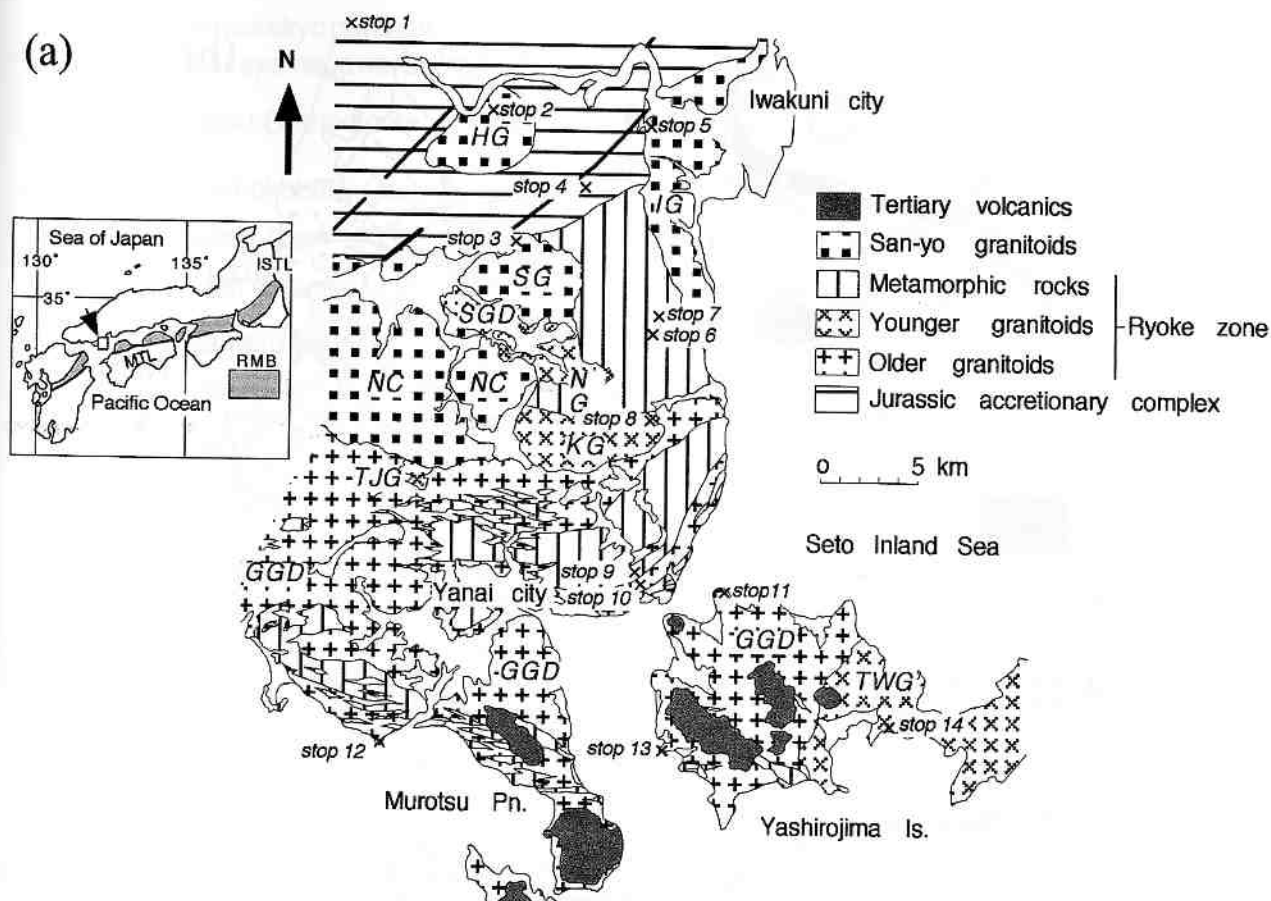 (a)
N
×stop 1
Iwakuni city
stop 2
HG
stop 5
stop 4
IG
stop 3
SG
SGD
stop 7
stop 6
NC
NC
N
G
stop 8
KG
TJG
stop 9
GGD
Yanai city
stop 10
stop11
GGD
GGD
TWG
stop 14
stop 12
stop 13
Murotsu Pn.
Yashirojima Is.
Seto Inland Sea
Sea of Japan
130°
135°
ISTL
35°
MTL
RMB
Pacific Ocean
Tertiary volcanics
San-yo granitoids
Metamorphic rocks
Younger granitoids
Ryoke zone
Older granitoids
Jurassic accretionary complex
0 5 km